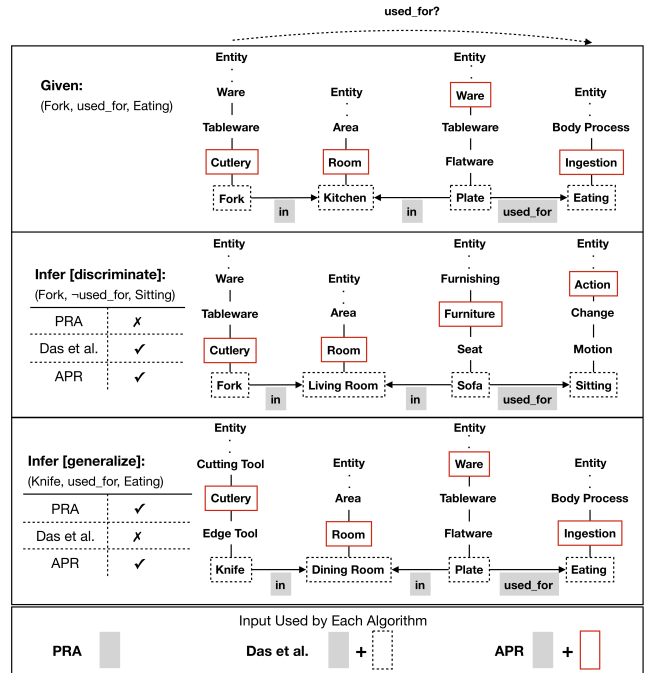 used_for?
Given:
(Fork, used_for, Eating)
Entity
Ware
Tableware
Cutlery
Fork
in
Entity
Area
Room
Kitchen
in
Entity
Ware
Tableware
Flatware
Plate
used_for
Entity
Body Process
Ingestion
Eating
Infer [discriminate]:
(Fork, ¬used_for, Sitting)
PRA ✗
Das et al. ✓
APR ✓
Entity
Ware
Tableware
Cutlery
Fork
in
Entity
Area
Room
Living Room
in
Entity
Furnishing
Furniture
Seat
Sofa
used_for
Entity
Action
Change
Motion
Sitting
Infer [generalize]:
(Knife, used_for, Eating)
PRA ✓
Das et al. ✗
APR ✓
Entity
Cutting Tool
Cutlery
Edge Tool
Knife
in
Entity
Area
Room
Dining Room
in
Entity
Ware
Tableware
Flatware
Plate
used_for
Entity
Body Process
Ingestion
Eating
Input Used by Each Algorithm
PRA
Das et al. +
APR +